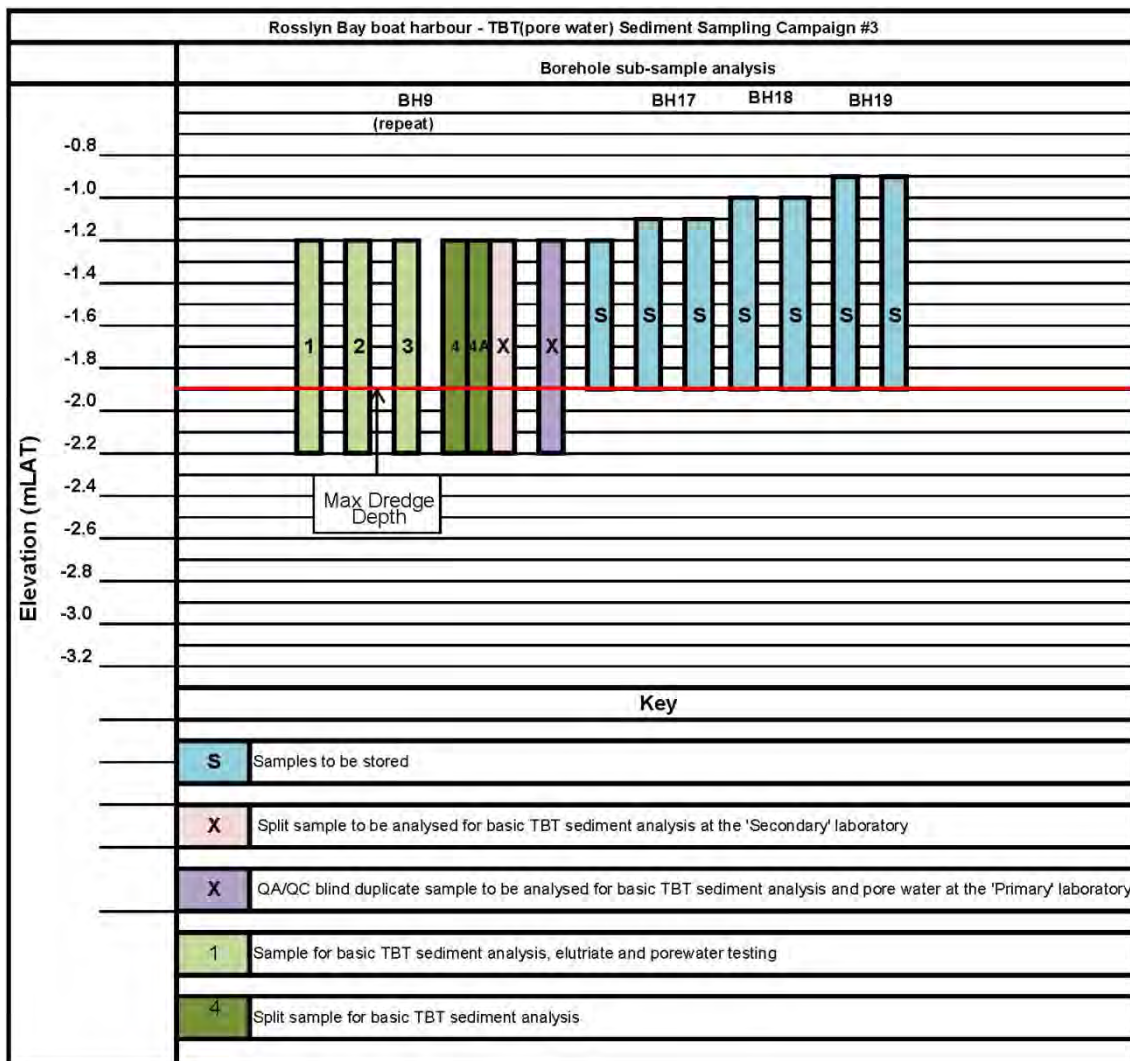 Rosslyn Bay boat harbour - TBT(pore water) Sediment Sampling Campaign #3
Borehole sub-sample analysis
BH9
(repeat)
BH17
BH18
BH19
Elevation (mLAT)
-0.8
-1.0
-1.2
-1.4
-1.6
-1.8
-2.0
-2.2
-2.4
-2.6
-2.8
-3.0
-3.2
1 2 3 4 4A X X S S S S S S S
Max Dredge
Depth
Key
S Samples to be stored
X Split sample to be analysed for basic TBT sediment analysis at the 'Secondary' laboratory
X QA/QC blind duplicate sample to be analysed for basic TBT sediment analysis and pore water at the 'Primary' laboratory
1 Sample for basic TBT sediment analysis, elutriate and porewater testing
4 Split sample for basic TBT sediment analysis